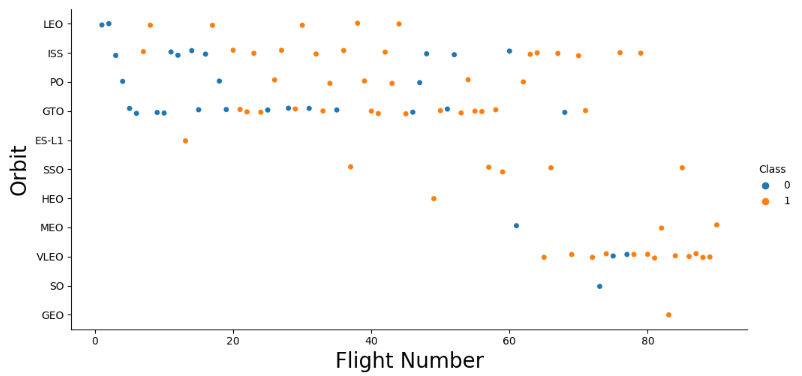 LEO
ISS
PO
GTO
ES-L1
SSO
HEO
MEO
VLEO
SO
GEO
Orbit
0 20 40 60 80
Flight Number
Class
0
1